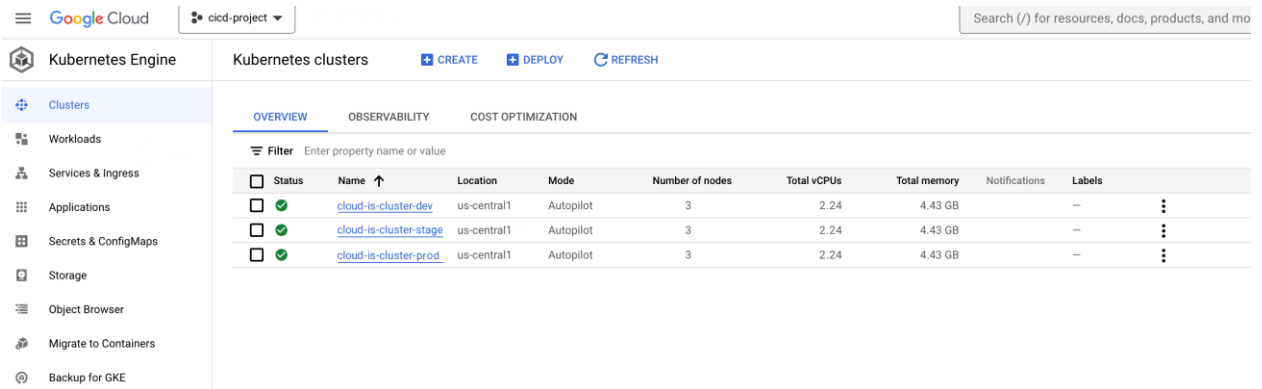 Google Cloud
cicd-project
Search (/) for resources, docs, products, and mo
Kubernetes Engine
Clusters
Workloads
Services & Ingress
Applications
Secrets & ConfigMaps
Storage
Object Browser
Migrate to Containers
Backup for GKE
Kubernetes clusters CREATE DEPLOY REFRESH
OVERVIEW OBSERVABILITY COST OPTIMIZATION
Filter Enter property name or value
Status Name Location Mode Number of nodes Total vCPUs Total memory Notifications Labels
cloud-is-cluster-dev us-central1 Autopilot 3 2.24 4.43 GB —
cloud-is-cluster-stage us-central1 Autopilot 3 2.24 4.43 GB —
cloud-is-cluster-prod us-central1 Autopilot 3 2.24 4.43 GB —